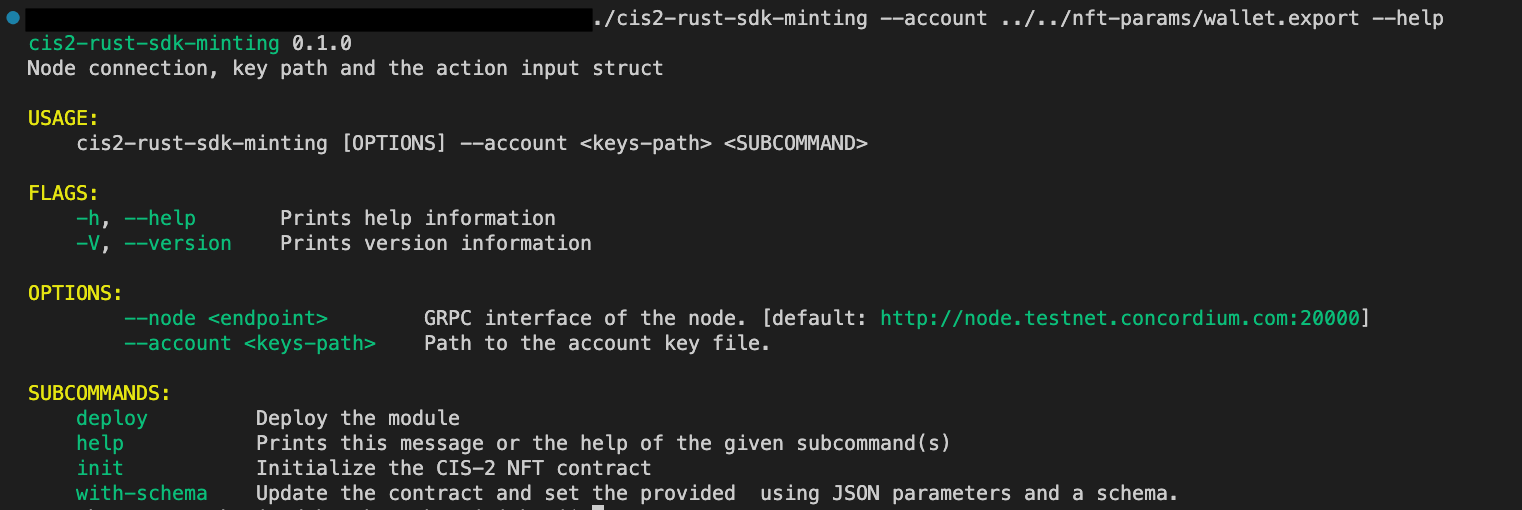 ./cis2-rust-sdk-minting --account ../../nft-params/wallet.export --help
cis2-rust-sdk-minting 0.1.0
Node connection, key path and the action input struct
USAGE:
cis2-rust-sdk-minting [OPTIONS] --account <keys-path> <SUBCOMMAND>
FLAGS:
-h, --help Prints help information
-V, --version Prints version information
OPTIONS:
--node <endpoint> GRPC interface of the node. [default: http://node.testnet.concordium.com:20000]
--account <keys-path> Path to the account key file.
SUBCOMMANDS:
deploy Deploy the module
help Prints this message or the help of the given subcommand(s)
init Initialize the CIS-2 NFT contract
with-schema Update the contract and set the provided  using JSON parameters and a schema.